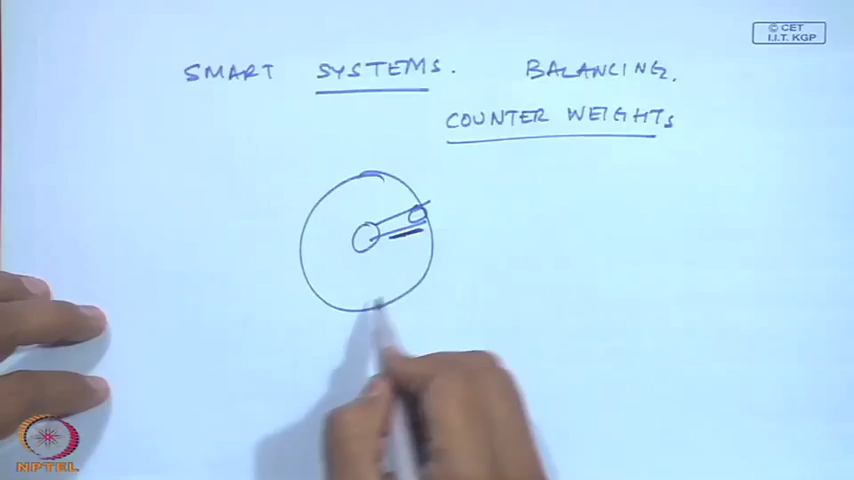 © CET
I.I.T. KGP
SMART SYSTEMS. BALANCING.
COUNTER WEIGHTS
NPTEL